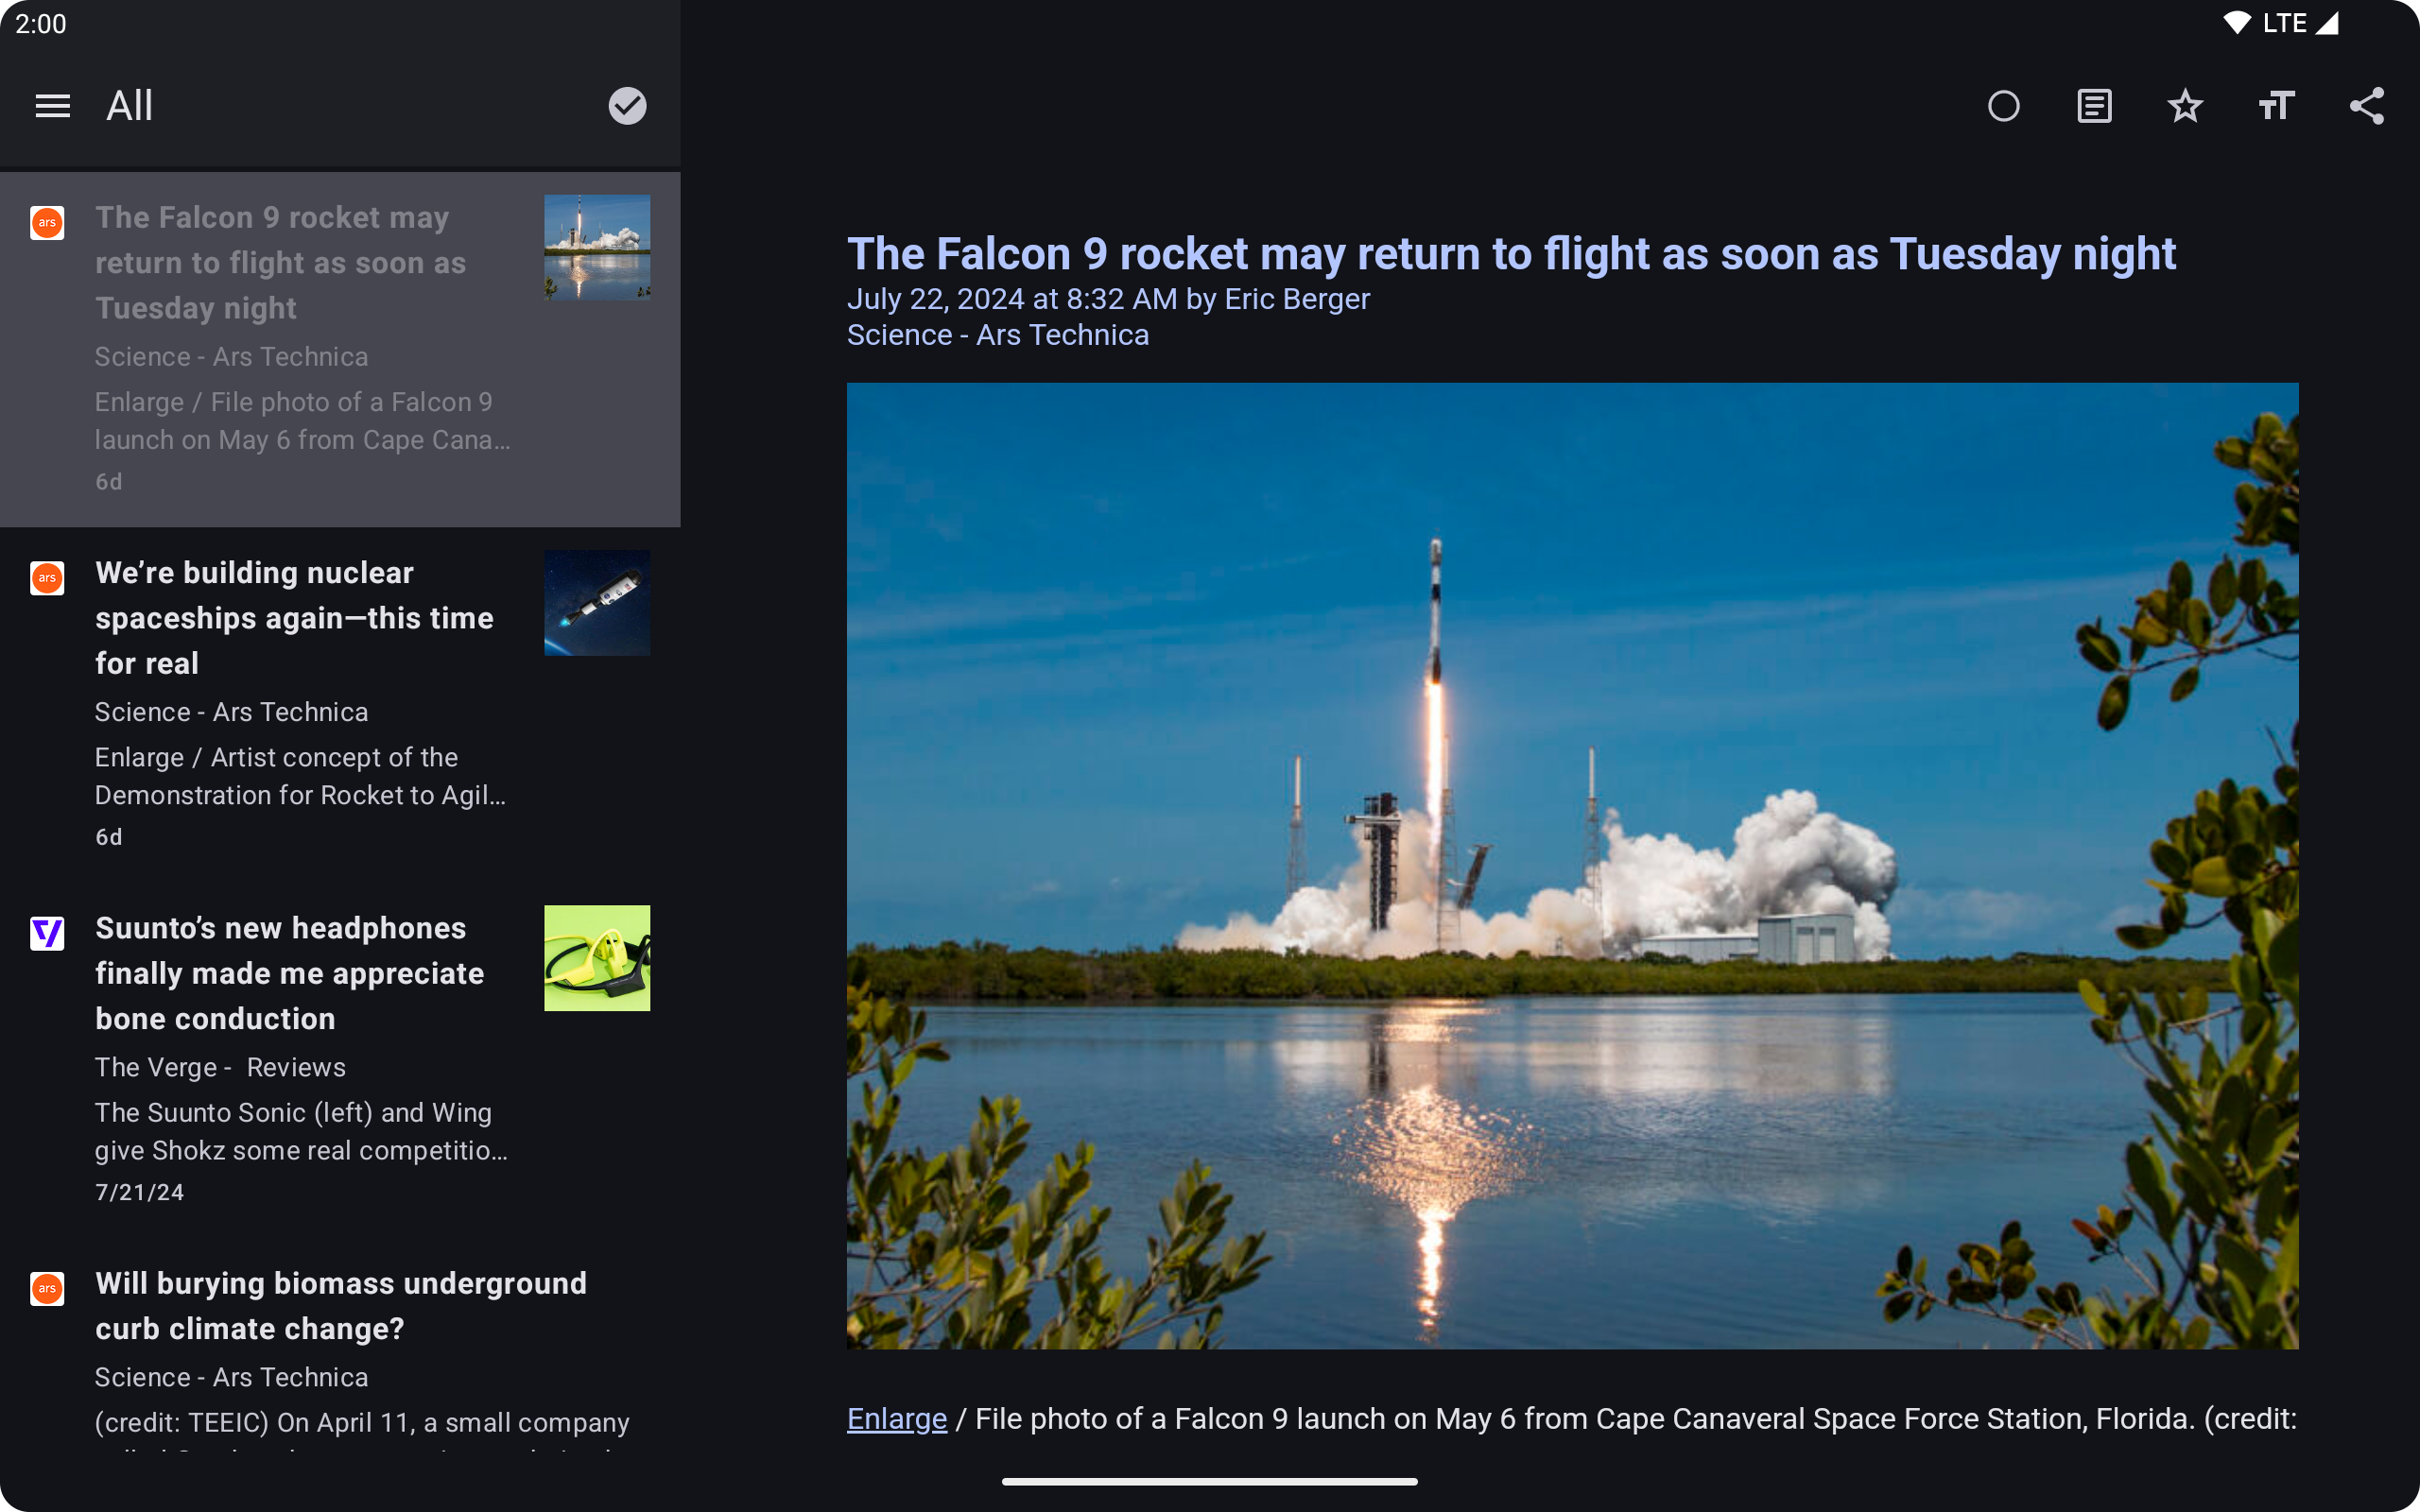 2:00
LTE
All
ars
The Falcon 9 rocket may
return to flight as soon as
Tuesday night
Science - Ars Technica
Enlarge / File photo of a Falcon 9
launch on May 6 from Cape Cana…
6d
ars
We’re building nuclear
spaceships again—this time
for real
Science - Ars Technica
Enlarge / Artist concept of the
Demonstration for Rocket to Agil…
6d
Suunto’s new headphones
finally made me appreciate
bone conduction
The Verge -  Reviews
The Suunto Sonic (left) and Wing
give Shokz some real competitio…
7/21/24
ars
Will burying biomass underground
curb climate change?
Science - Ars Technica
(credit: TEEIC) On April 11, a small company
The Falcon 9 rocket may return to flight as soon as Tuesday night
July 22, 2024 at 8:32 AM by Eric Berger
Science - Ars Technica
Enlarge / File photo of a Falcon 9 launch on May 6 from Cape Canaveral Space Force Station, Florida. (credit: